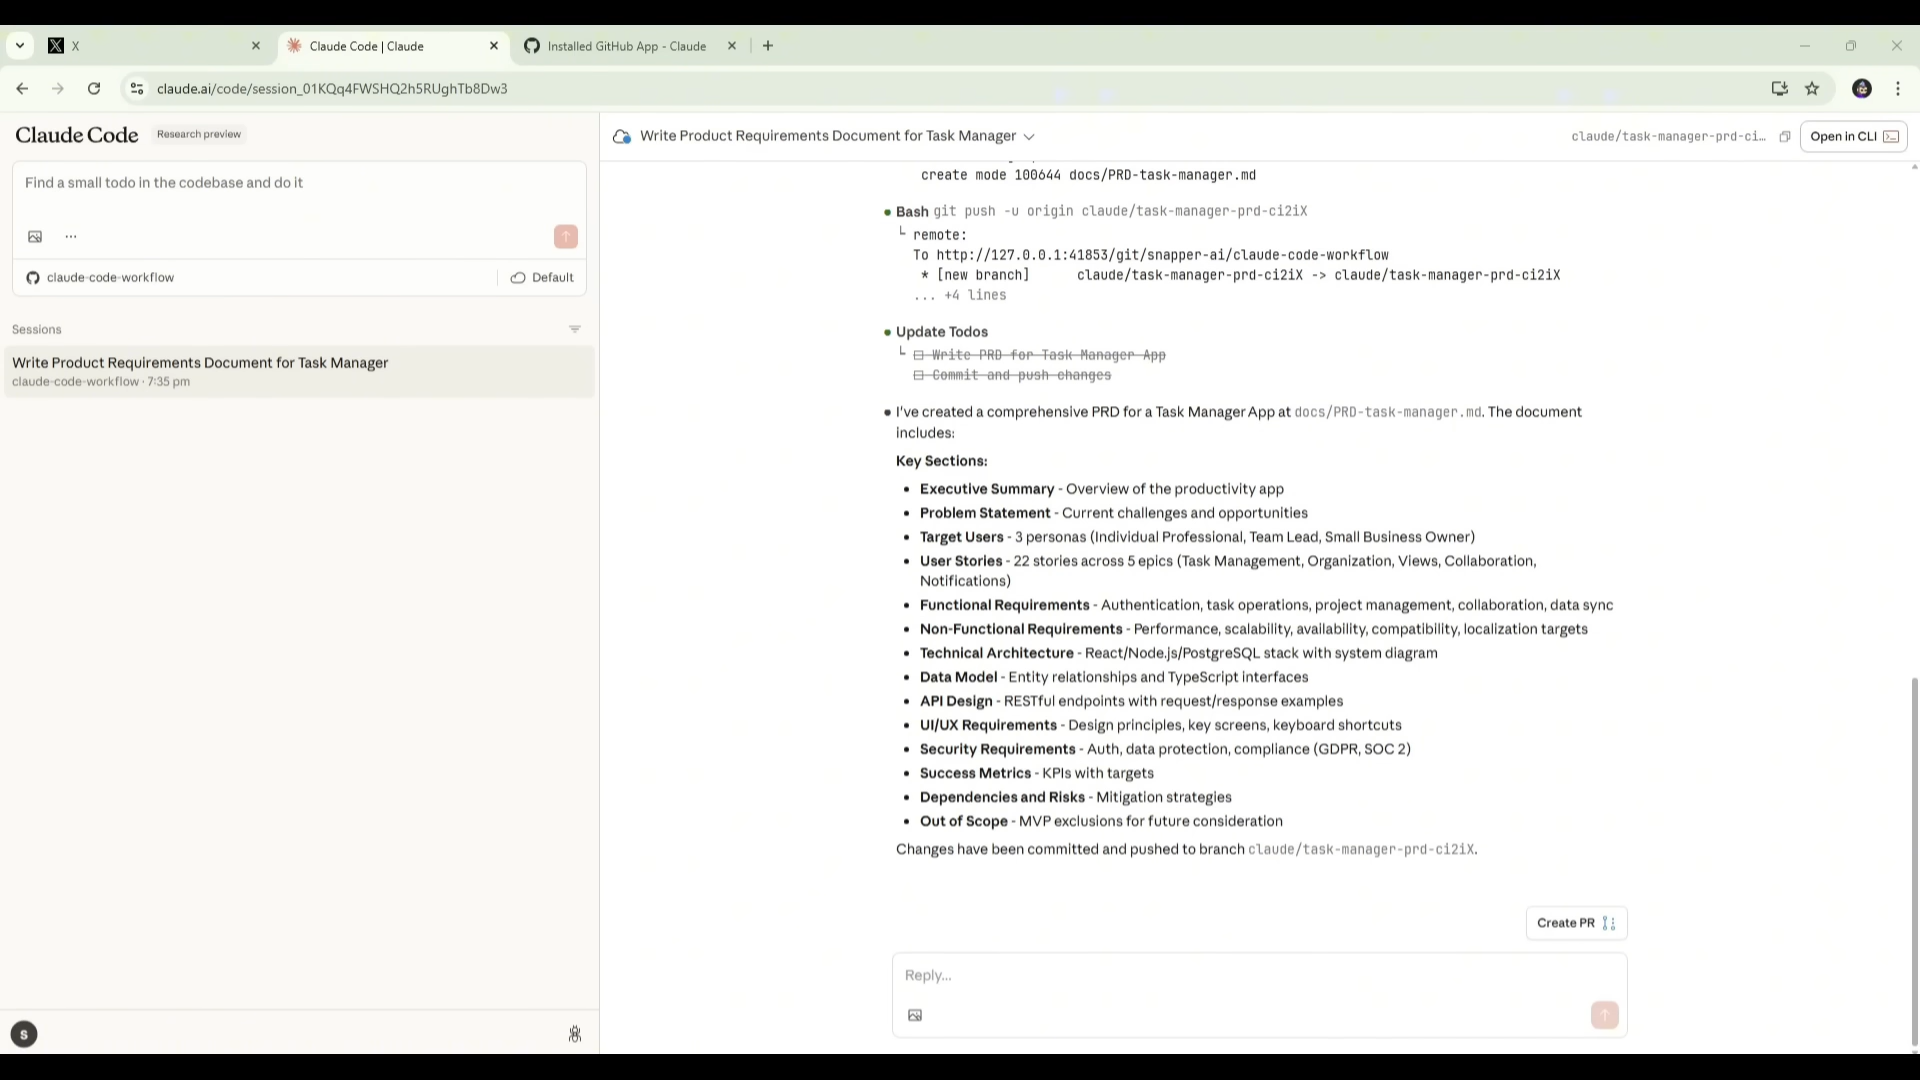 X
Claude Code | Claude
Installed GitHub App - Claude
claude.ai/code/session_01KQq4FWSHQ2h5RUghTb8Dw3
Claude Code
Research preview
Find a small todo in the codebase and do it
...
claude-code-workflow
Default
Sessions
Write Product Requirements Document for Task Manager
claude-code-workflow · 7:35 pm
S
Write Product Requirements Document for Task Manager
claude/task-manager-prd-ci…
Open in CLI
create mode 100644 docs/PRD-task-manager.md
Bash git push -u origin claude/task-manager-prd-ci2iX
remote:
To http://127.0.0.1:41853/git/snapper-ai/claude-code-workflow
* [new branch] claude/task-manager-prd-ci2iX -> claude/task-manager-prd-ci2iX
... +4 lines
Update Todos
Write PRD for Task Manager App
Commit and push changes
I've created a comprehensive PRD for a Task Manager App at docs/PRD-task-manager.md. The document
includes:
Key Sections:
• Executive Summary - Overview of the productivity app
• Problem Statement - Current challenges and opportunities
• Target Users - 3 personas (Individual Professional, Team Lead, Small Business Owner)
• User Stories - 22 stories across 5 epics (Task Management, Organization, Views, Collaboration,
Notifications)
• Functional Requirements - Authentication, task operations, project management, collaboration, data sync
• Non-Functional Requirements - Performance, scalability, availability, compatibility, localization targets
• Technical Architecture - React/Node.js/PostgreSQL stack with system diagram
• Data Model - Entity relationships and TypeScript interfaces
• API Design - RESTful endpoints with request/response examples
• UI/UX Requirements - Design principles, key screens, keyboard shortcuts
• Security Requirements - Auth, data protection, compliance (GDPR, SOC 2)
• Success Metrics - KPIs with targets
• Dependencies and Risks - Mitigation strategies
• Out of Scope - MVP exclusions for future consideration
Changes have been committed and pushed to branch claude/task-manager-prd-ci2iX.
Create PR
Reply...